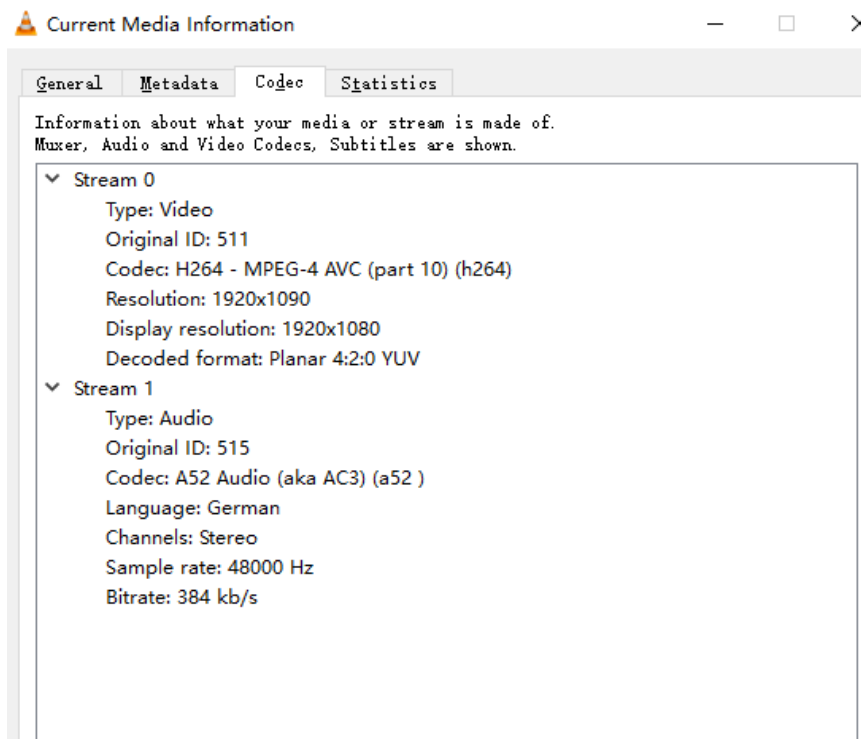 Current Media Information
General Metadata Codec Statistics
Information about what your media or stream is made of.
Muxer, Audio and Video Codecs, Subtitles are shown.
Stream 0
Type: Video
Original ID: 511
Codec: H264 - MPEG-4 AVC (part 10) (h264)
Resolution: 1920x1090
Display resolution: 1920x1080
Decoded format: Planar 4:2:0 YUV
Stream 1
Type: Audio
Original ID: 515
Codec: A52 Audio (aka AC3) (a52 )
Language: German
Channels: Stereo
Sample rate: 48000 Hz
Bitrate: 384 kb/s